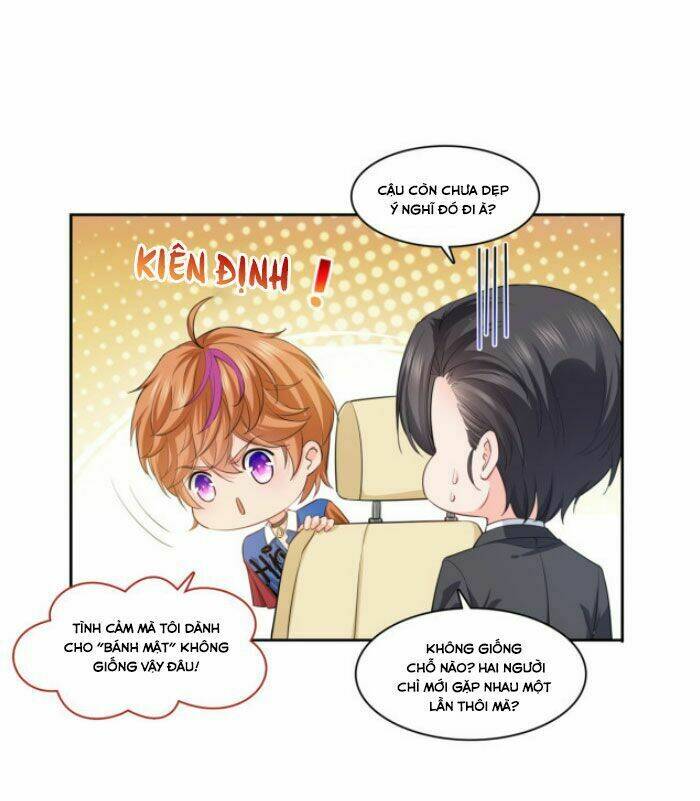 CẬU CÒN CHƯA DẸP
Ý NGHĨ ĐÓ ĐI À?
KIÊN ĐỊNH!
TÌNH CẢM MÀ TÔI DÀNH
CHO "BÁNH MẬT" KHÔNG
GIỐNG VẬY ĐÂU!
KHÔNG GIỐNG
CHỖ NÀO? HAI NGƯỜI
CHỈ MỚI GẶP NHAU MỘT
LẦN THÔI MÀ?